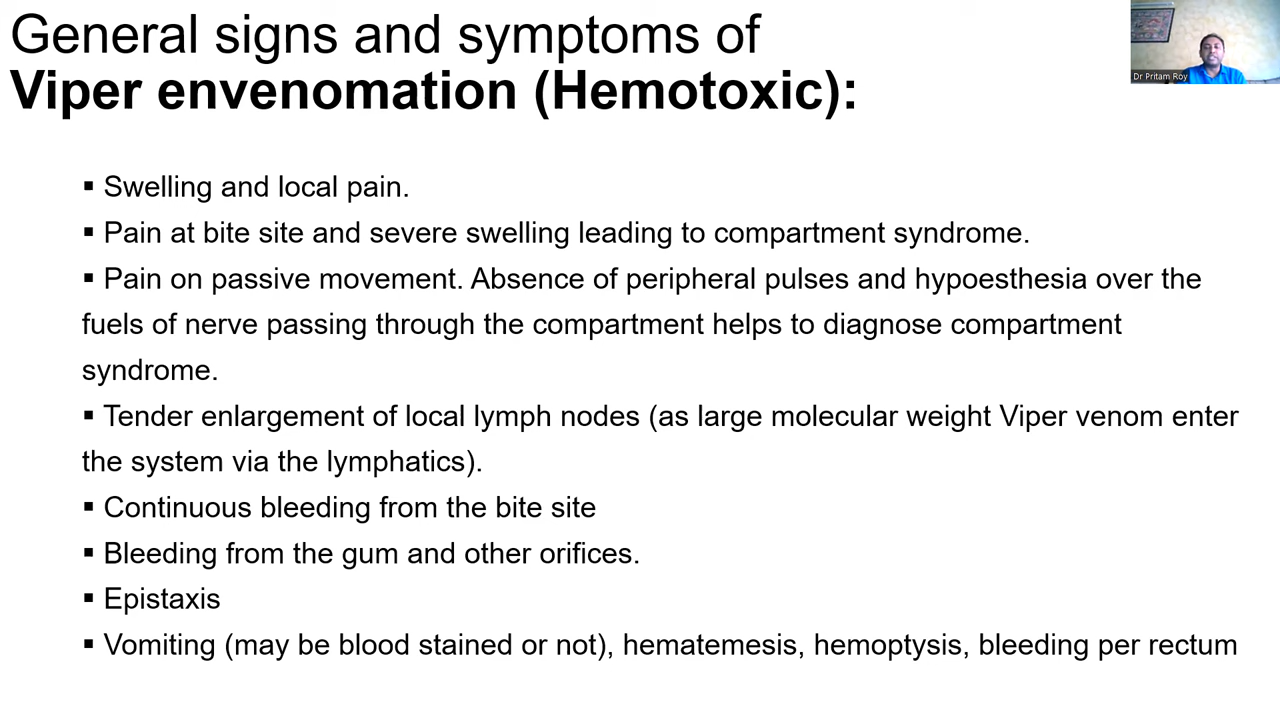 General signs and symptoms of
Viper envenomation (Hemotoxic):
Dr Pritam Roy
▪ Swelling and local pain.
▪ Pain at bite site and severe swelling leading to compartment syndrome.
▪ Pain on passive movement. Absence of peripheral pulses and hypoesthesia over the
fuels of nerve passing through the compartment helps to diagnose compartment
syndrome.
▪ Tender enlargement of local lymph nodes (as large molecular weight Viper venom enter
the system via the lymphatics).
▪ Continuous bleeding from the bite site
▪ Bleeding from the gum and other orifices.
▪ Epistaxis
▪ Vomiting (may be blood stained or not), hematemesis, hemoptysis, bleeding per rectum